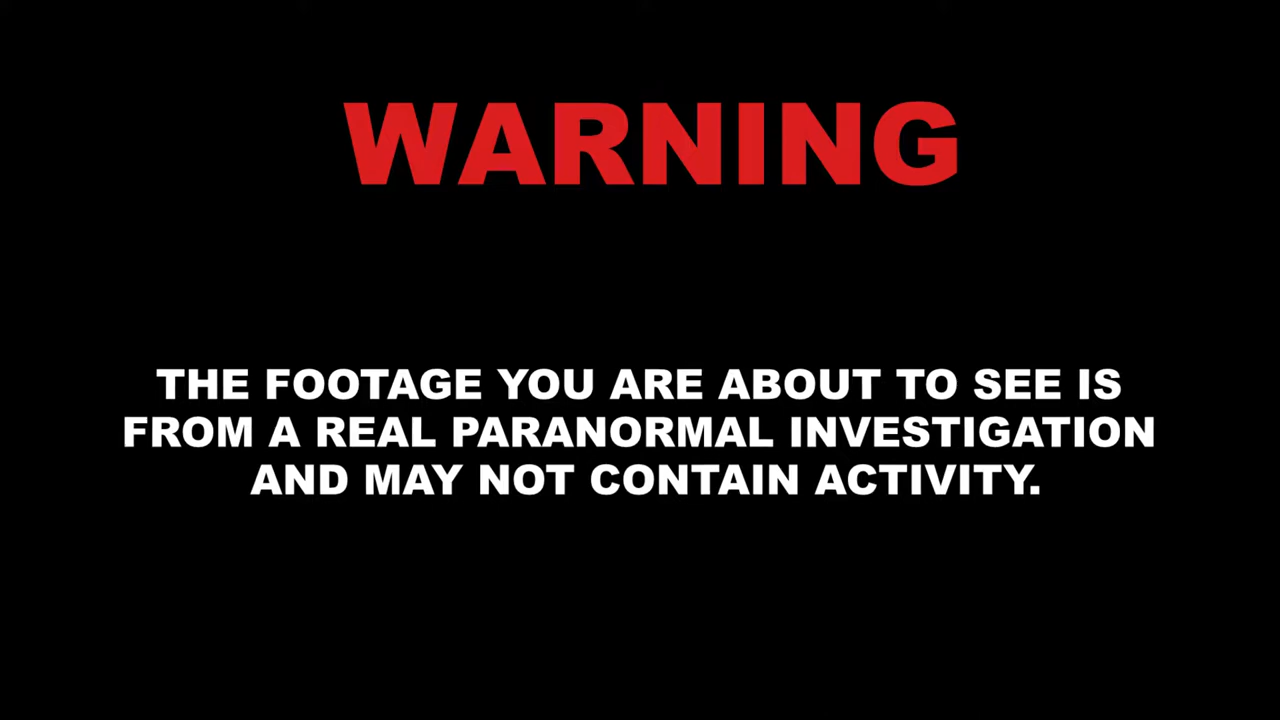 WARNING
THE FOOTAGE YOU ARE ABOUT TO SEE IS
FROM A REAL PARANORMAL INVESTIGATION
AND MAY NOT CONTAIN ACTIVITY.